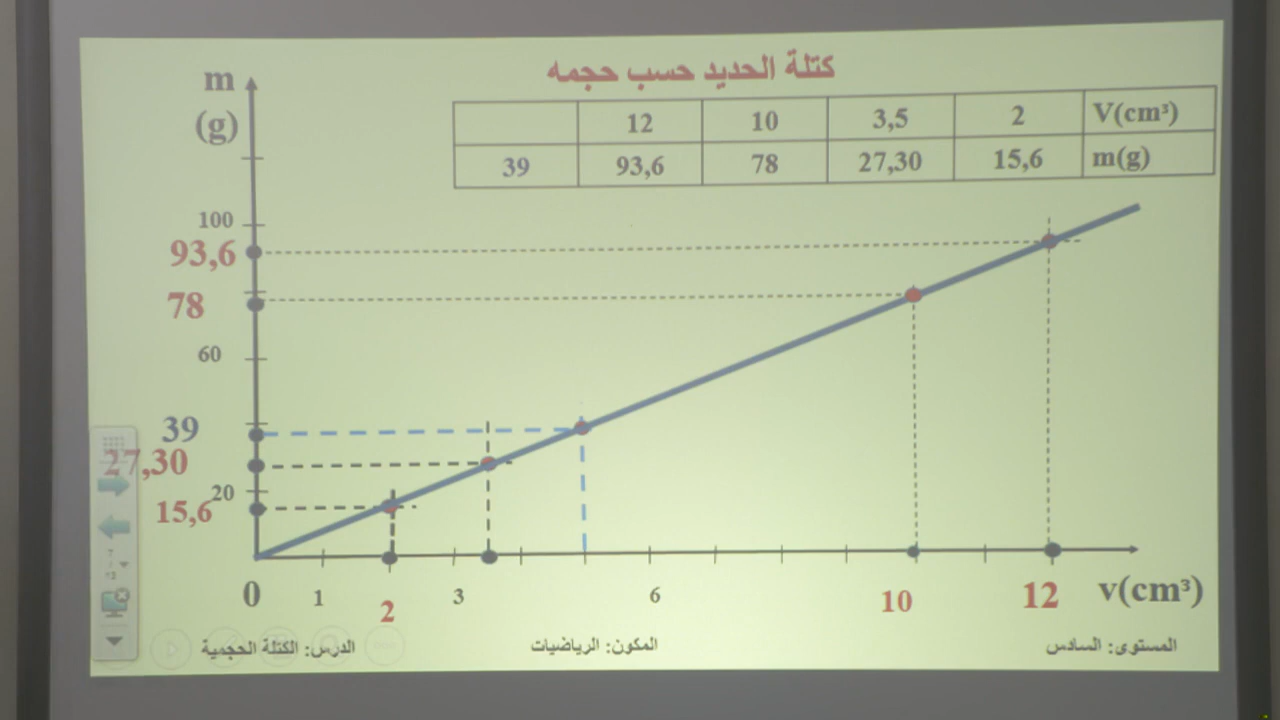 كتلة الحديد حسب حجمه
V(cm³) 2 3,5 10 12
m(g) 15,6 27,30 78 93,6 39
m
(g)
100
93,6
78
60
39
27,30
20
15,6
0 1 2 3 6 10 12 v(cm³)
المستوى: السادس المكون: الرياضيات الدرس: الكتلة الحجمية